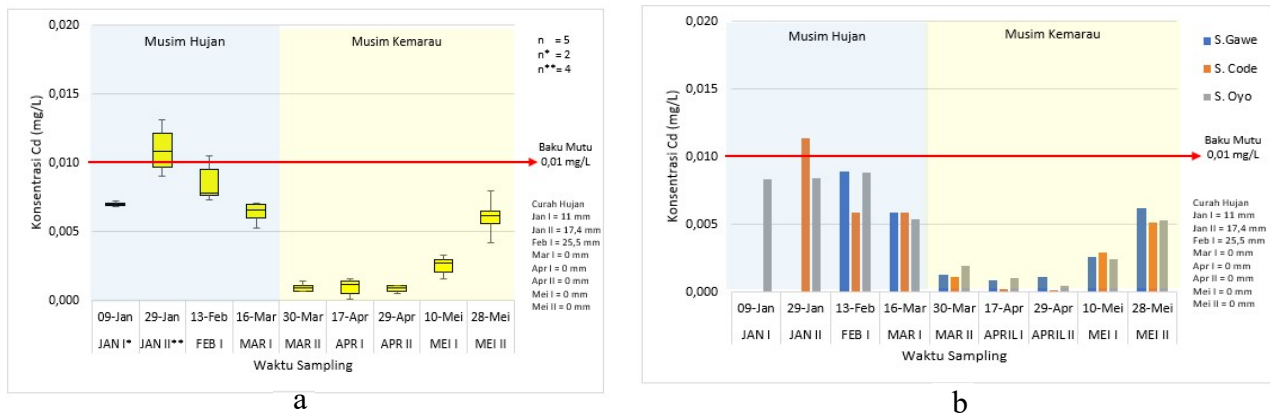 0,020
0,015
0,010
0,005
0,000
Konsentrasi Cd (mg/L)
Musim Hujan
Musim Kemarau
n = 5
n* = 2
n**= 4
Baku Mutu
0,01 mg/L
Curah Hujan
Jan I = 11 mm
Jan II = 17,4 mm
Feb I = 25,5 mm
Mar I = 0 mm
Apr I = 0 mm
Apr II = 0 mm
Mei I = 0 mm
Mei II = 0 mm
09-Jan 29-Jan 13-Feb 16-Mar 30-Mar 17-Apr 29-Apr 10-Mei 28-Mei
JAN I* JAN II** FEB I MAR I MAR II APR I APR II MEI I MEI II
Waktu Sampling
a
0,020
0,015
0,010
0,005
0,000
Konsentrasi Cd (mg/L)
Musim Hujan
Musim Kemarau
S.Gawe
S. Code
S. Oyo
Baku Mutu
0,01 mg/L
Curah Hujan
Jan I = 11 mm
Jan II = 17,4 mm
Feb I = 25,5 mm
Mar I = 0 mm
Apr I = 0 mm
Apr II = 0 mm
Mei I = 0 mm
Mei II = 0 mm
09-Jan 29-Jan 13-Feb 16-Mar 30-Mar 17-Apr 29-Apr 10-Mei 28-Mei
JAN I JAN II FEB I MAR I MAR II APRIL I APRIL II MEI I MEI II
Waktu Sampling
b